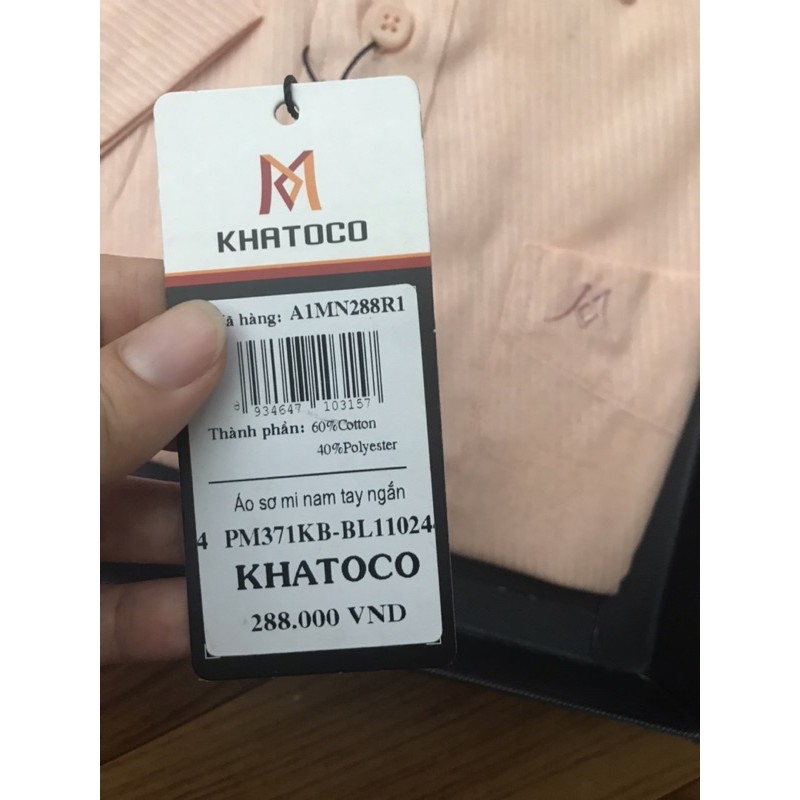 KHATOCO
hàng: A1MN288R1
8 934647 103157
Thành phần: 60%Cotton
40%Polyester
Áo sơ mi nam tay ngắn
4 PM371KB-BL11024
KHATOCO
288.000 VND